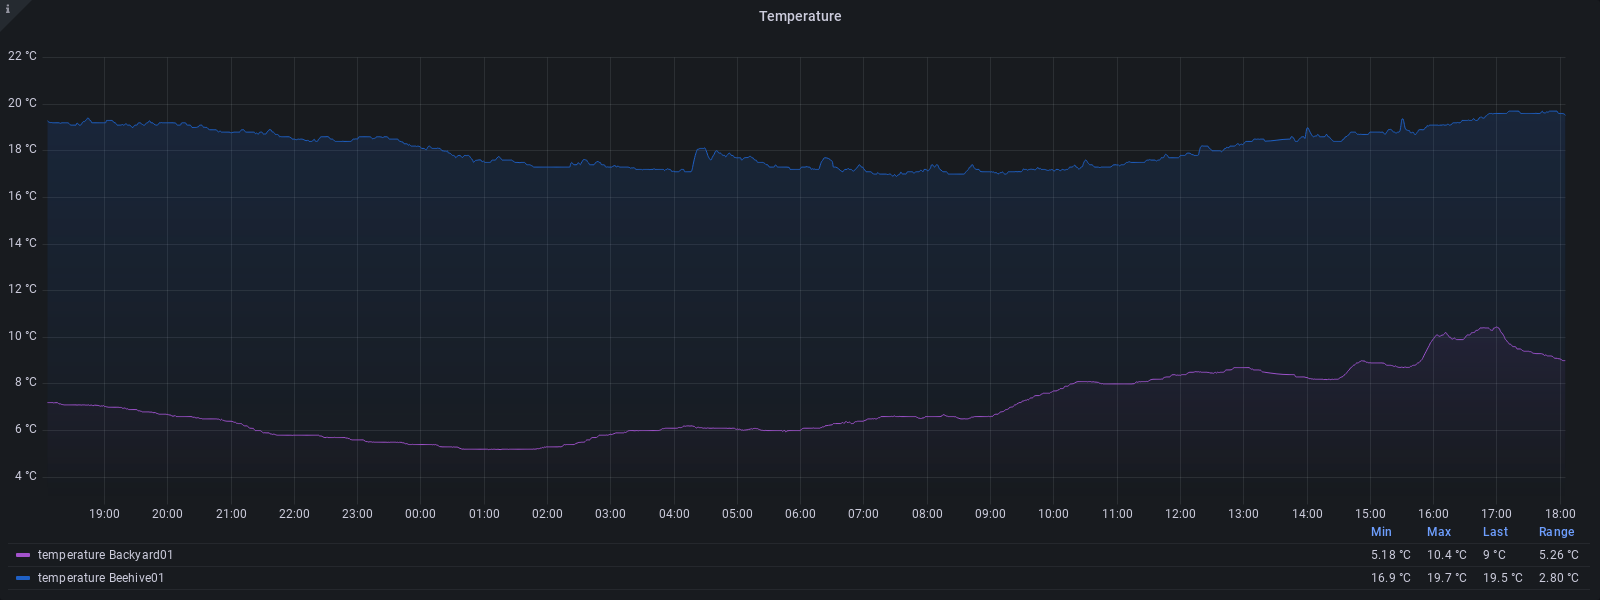 i
Temperature
22 °C
20 °C
18 °C
16 °C
14 °C
12 °C
10 °C
8 °C
6 °C
4 °C
19:00 20:00 21:00 22:00 23:00 00:00 01:00 02:00 03:00 04:00 05:00 06:00 07:00 08:00 09:00 10:00 11:00 12:00 13:00 14:00 15:00 16:00 17:00 18:00
Min Max Last Range
temperature Backyard01 5.18 °C 10.4 °C 9 °C 5.26 °C
temperature Beehive01 16.9 °C 19.7 °C 19.5 °C 2.80 °C